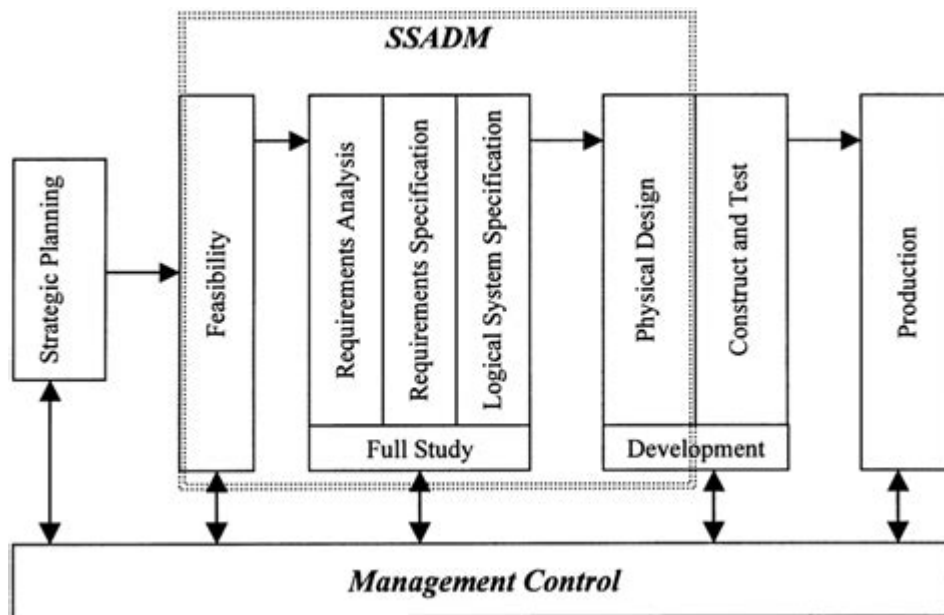 SSADM
Strategic Planning
Feasibility
Requirements Analysis
Requirements Specification
Logical System Specification
Full Study
Physical Design
Construct and Test
Development
Production
Management Control